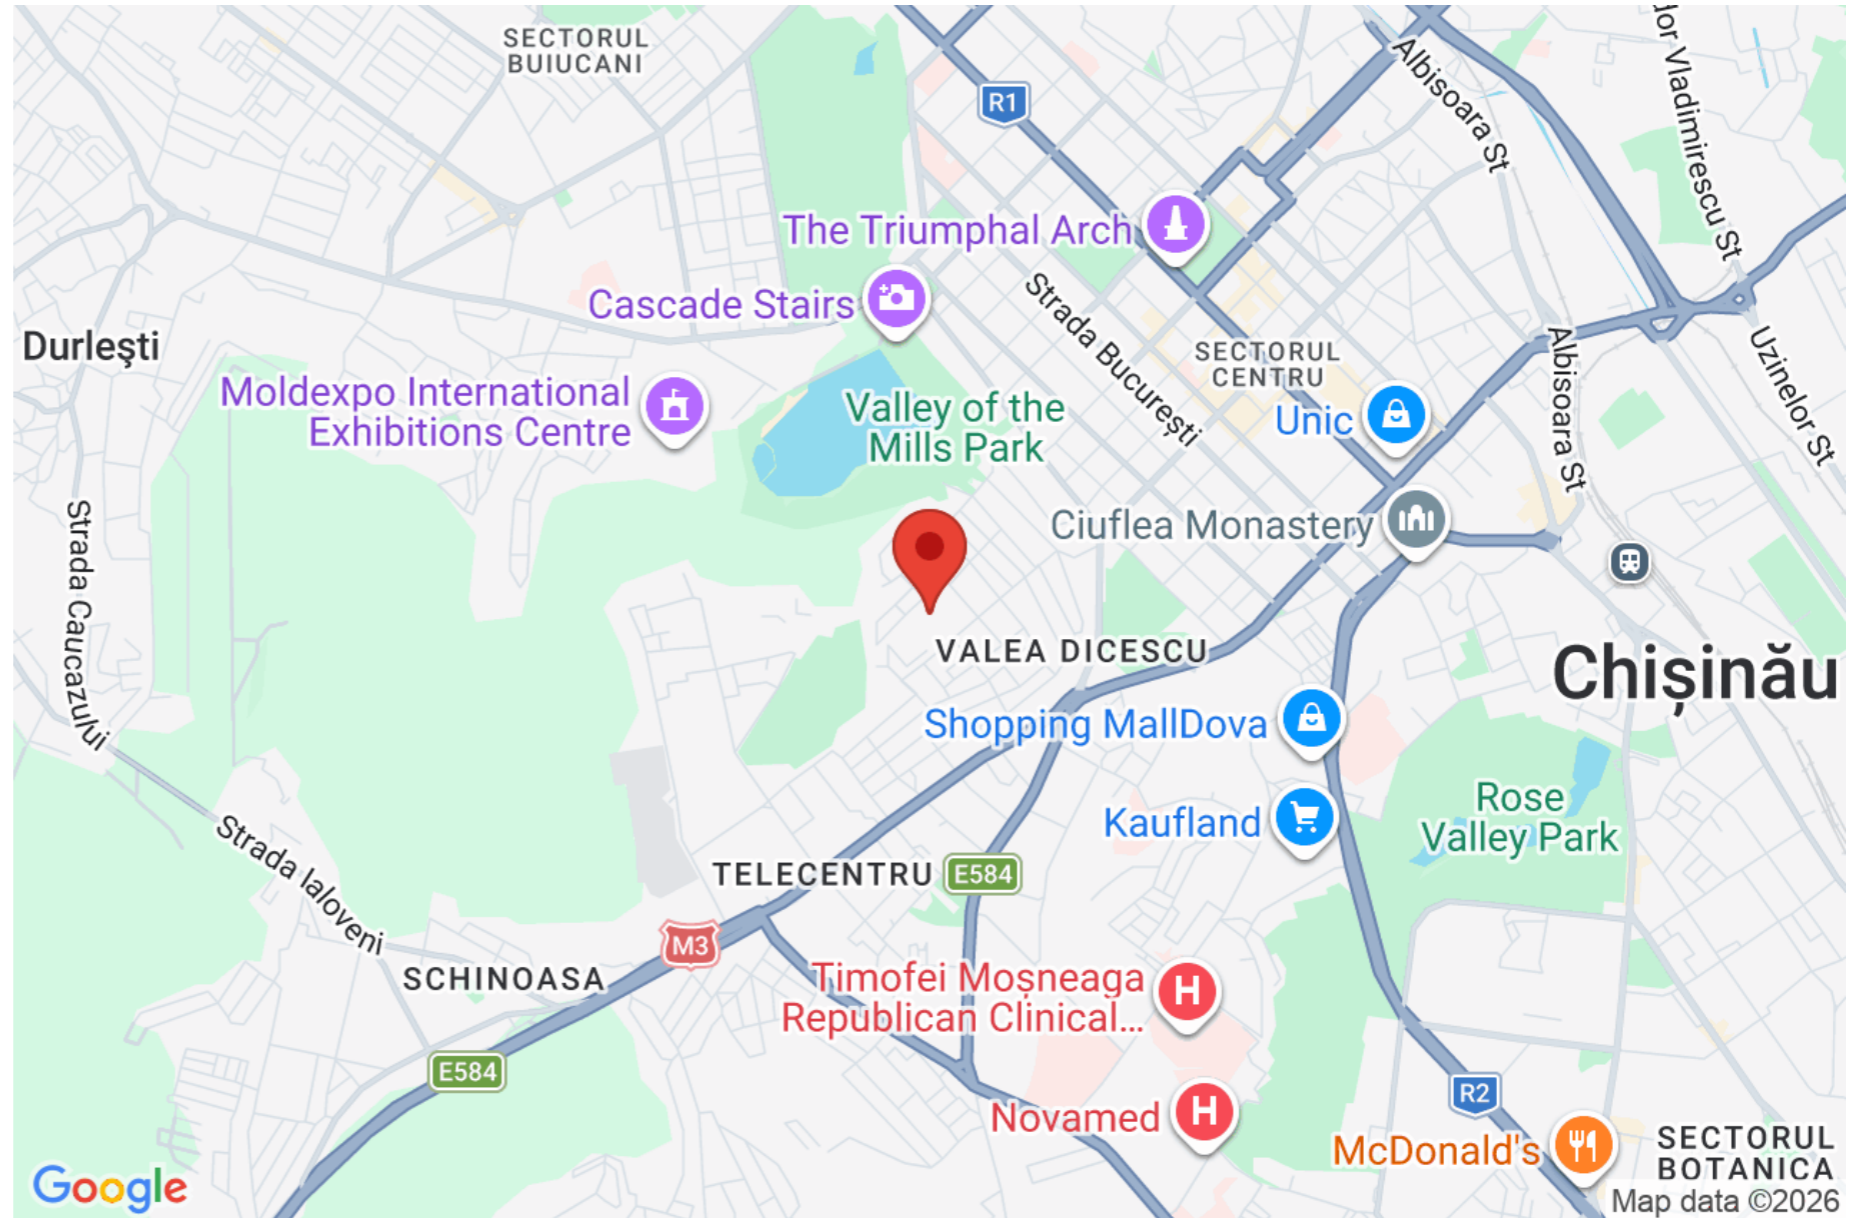 SECTORUL
BUIUCANI
R1
Albisoara St
dor Vladimirescu St
The Triumphal Arch
Cascade Stairs
Strada București
Durleşti
SECTORUL
CENTRU
Albisoara St
Uzinelor St
Moldexpo International
Exhibitions Centre
Valley of the
Mills Park
Unic
Strada Caucazului
Ciuflea Monastery
VALEA DICESCU
Chișinău
Shopping MallDova
Rose
Valley Park
Kaufland
Strada Ialoveni
TELECENTRU
E584
M3
SCHINOASA
Timofei Moșneaga
Republican Clinical...
H
E584
R2
Novamed
H
McDonald's
SECTORUL
BOTANICA
Google
Map data ©2026